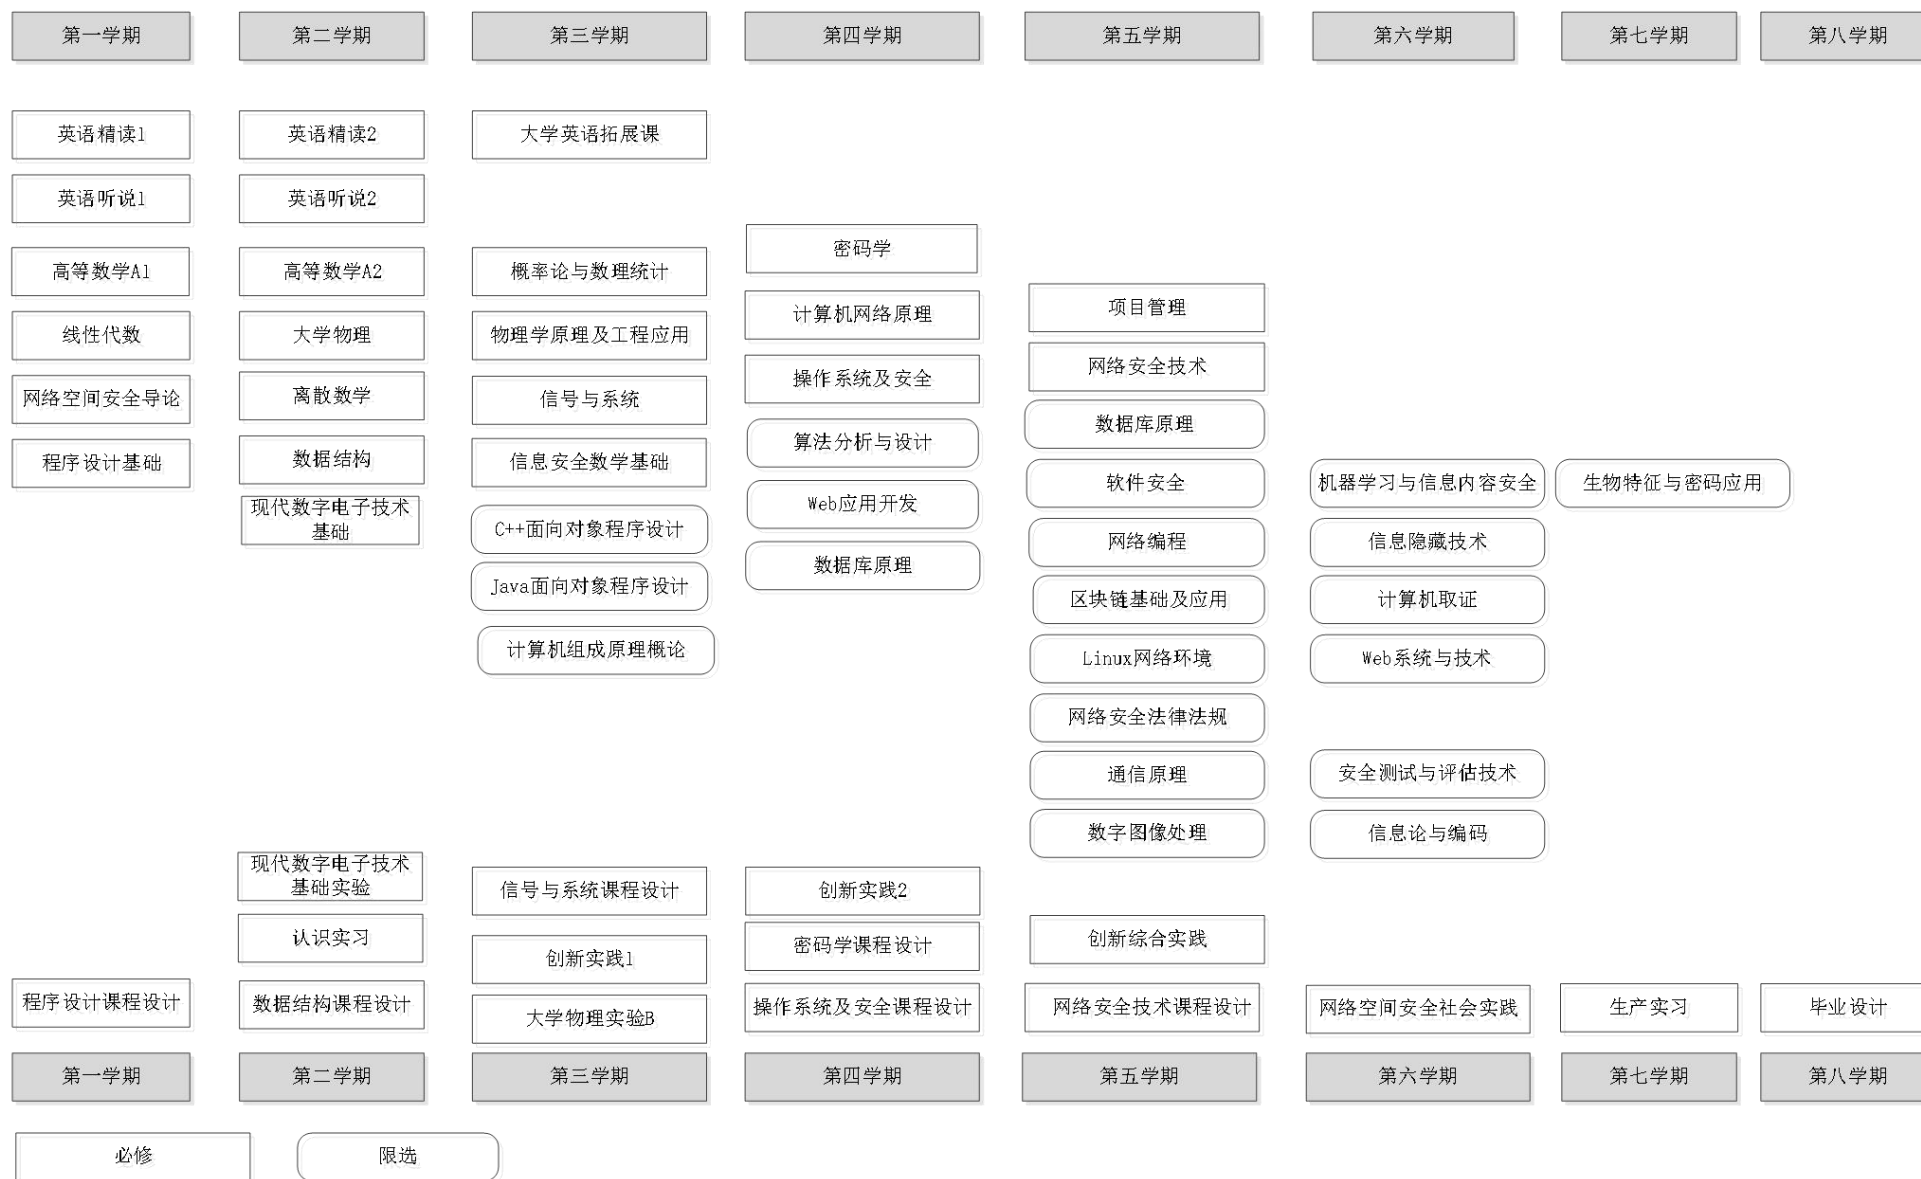 第一学期
第二学期
第三学期
第四学期
第五学期
第六学期
第七学期
第八学期
英语精读1
英语精读2
大学英语拓展课
英语听说1
英语听说2
密码学
高等数学A1
高等数学A2
概率论与数理统计
项目管理
计算机网络原理
线性代数
大学物理
物理学原理及工程应用
网络安全技术
操作系统及安全
网络空间安全导论
离散数学
信号与系统
数据库原理
算法分析与设计
程序设计基础
数据结构
信息安全数学基础
软件安全
机器学习与信息内容安全
生物特征与密码应用
Web应用开发
现代数字电子技术
基础
C++面向对象程序设计
网络编程
信息隐藏技术
数据库原理
Java面向对象程序设计
区块链基础及应用
计算机取证
计算机组成原理概论
Linux网络环境
Web系统与技术
网络安全法律法规
通信原理
安全测试与评估技术
数字图像处理
信息论与编码
现代数字电子技术
基础实验
信号与系统课程设计
创新实践2
认识实习
创新实践1
密码学课程设计
创新综合实践
程序设计课程设计
数据结构课程设计
大学物理实验B
操作系统及安全课程设计
网络安全技术课程设计
网络空间安全社会实践
生产实习
毕业设计
第一学期
第二学期
第三学期
第四学期
第五学期
第六学期
第七学期
第八学期
必修
限选